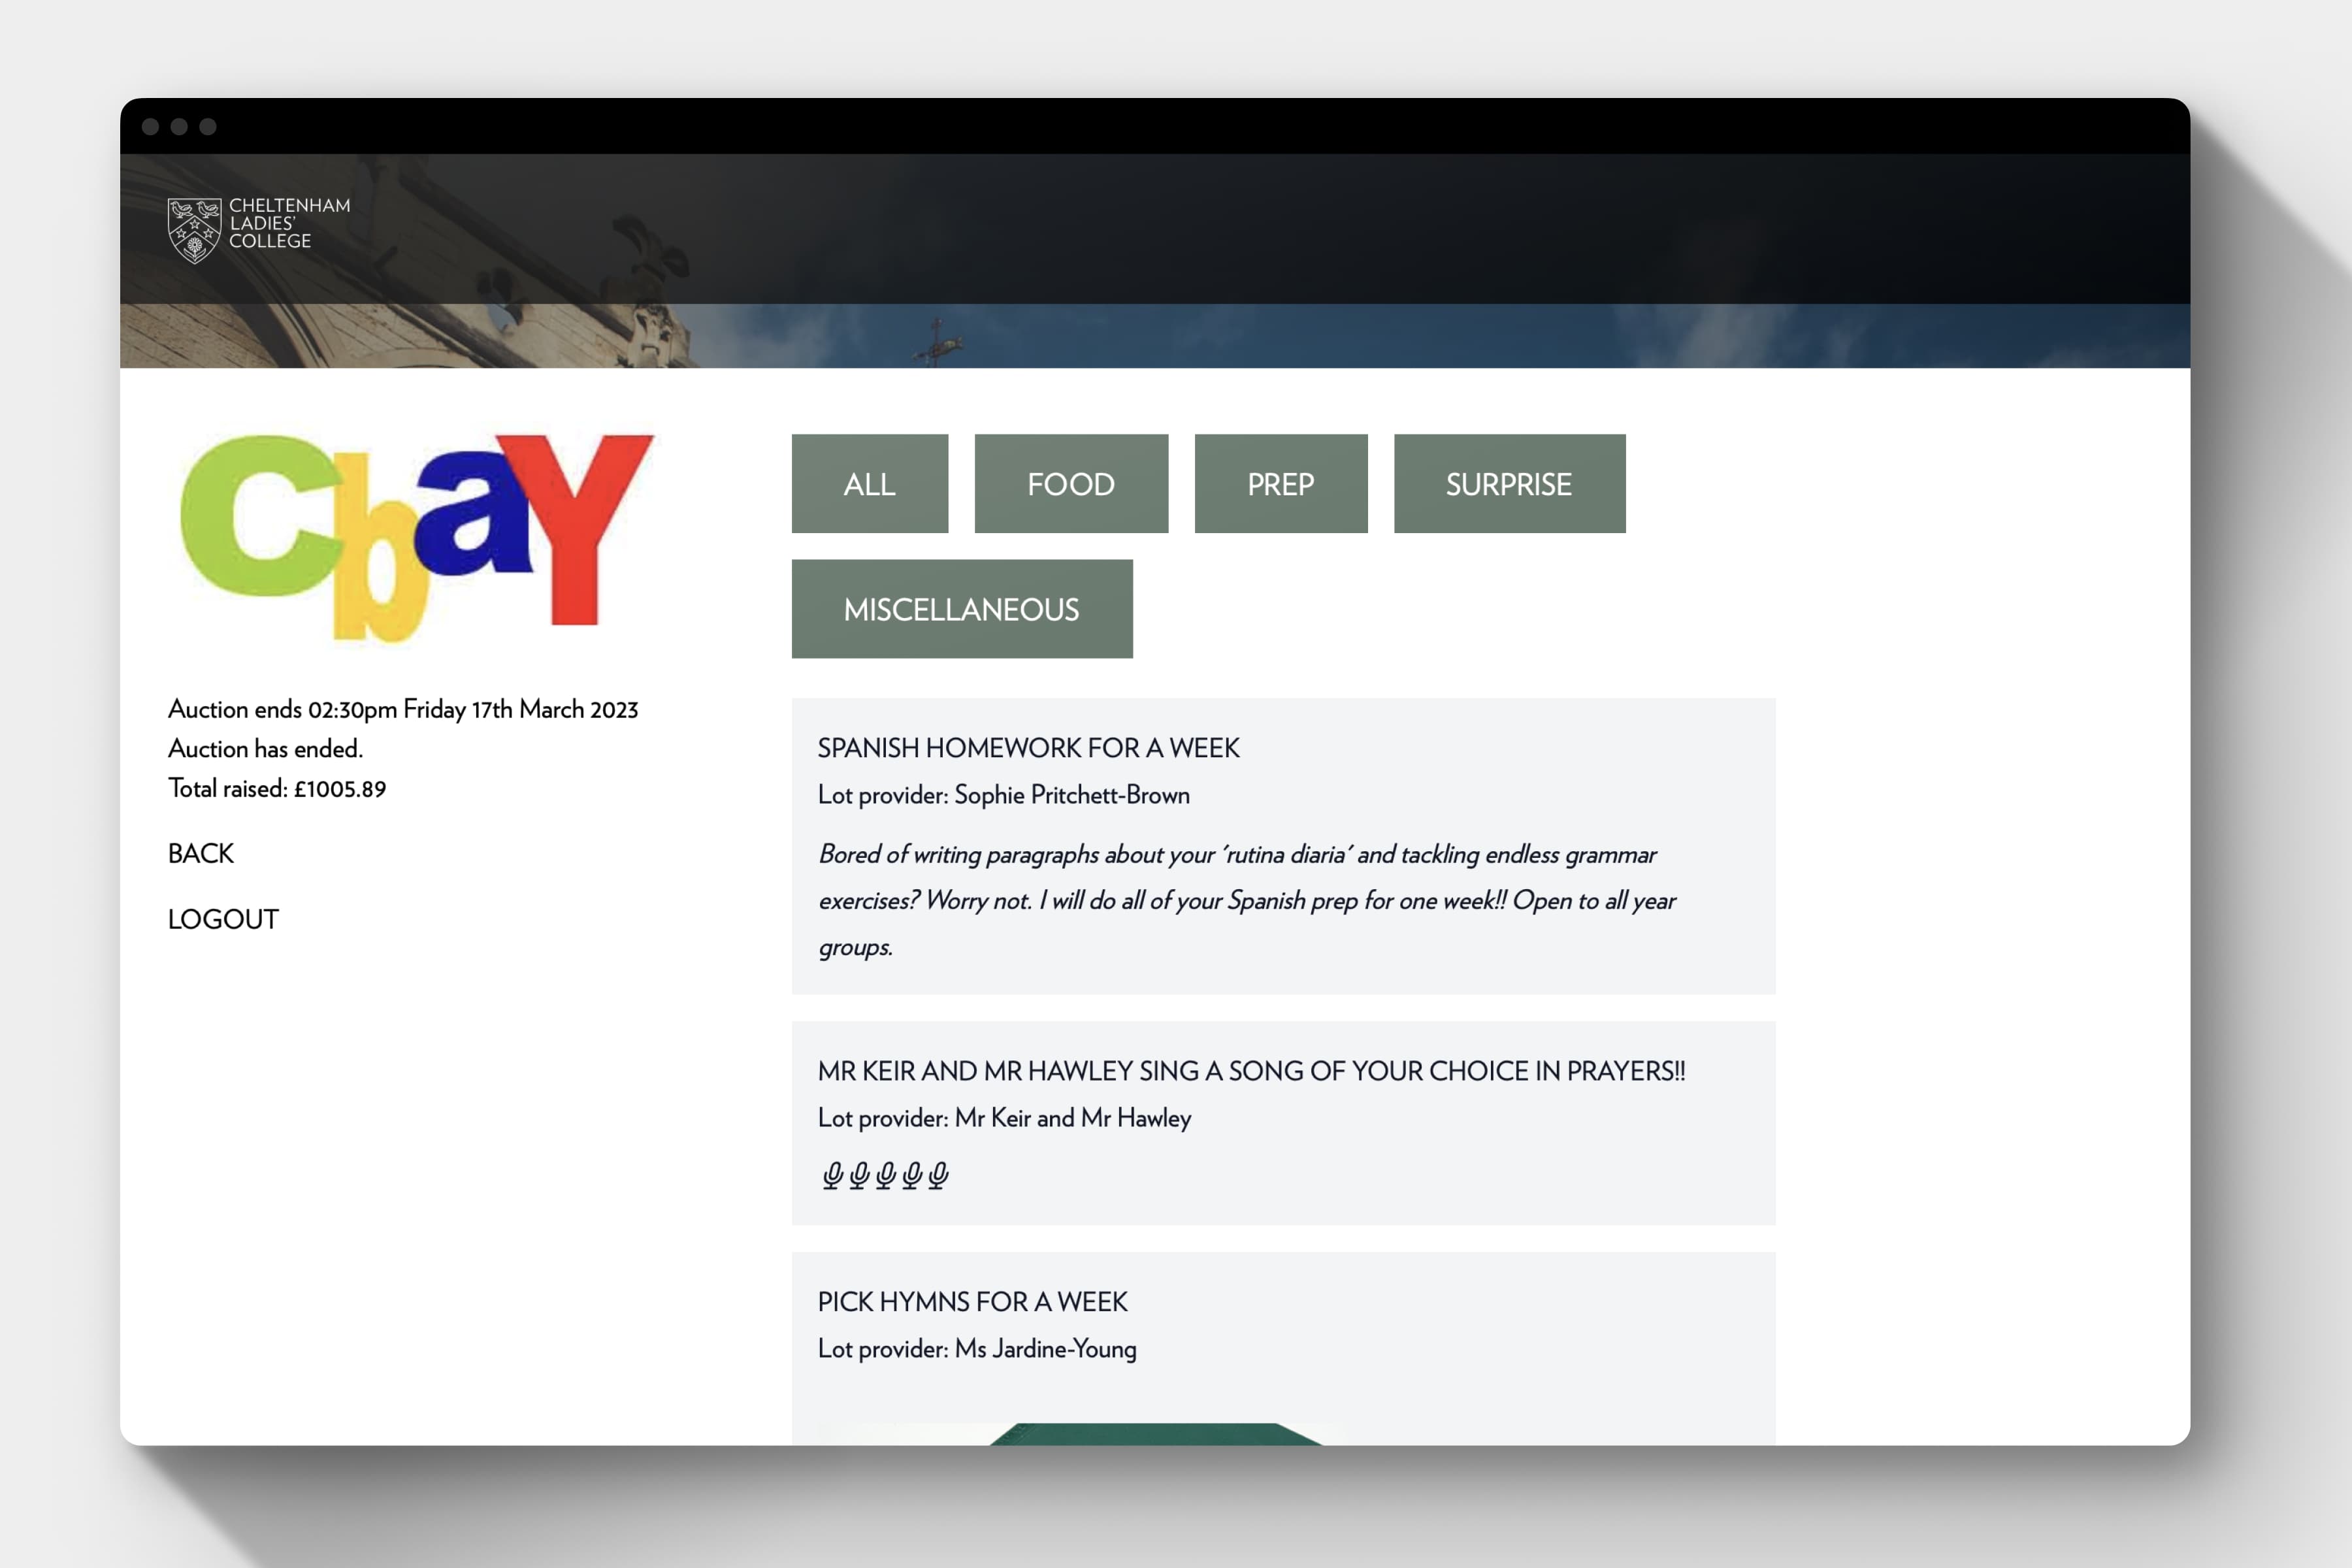 CHELTENHAM
LADIES'
COLLEGE
CbaY
Auction ends 02:30pm Friday 17th March 2023
Auction has ended.
Total raised: £1005.89
BACK
LOGOUT
ALL FOOD PREP SURPRISE
MISCELLANEOUS
SPANISH HOMEWORK FOR A WEEK
Lot provider: Sophie Pritchett-Brown
Bored of writing paragraphs about your 'rutina diaria' and tackling endless grammar
exercises? Worry not. I will do all of your Spanish prep for one week!! Open to all year
groups.
MR KEIR AND MR HAWLEY SING A SONG OF YOUR CHOICE IN PRAYERS!!
Lot provider: Mr Keir and Mr Hawley
PICK HYMNS FOR A WEEK
Lot provider: Ms Jardine-Young